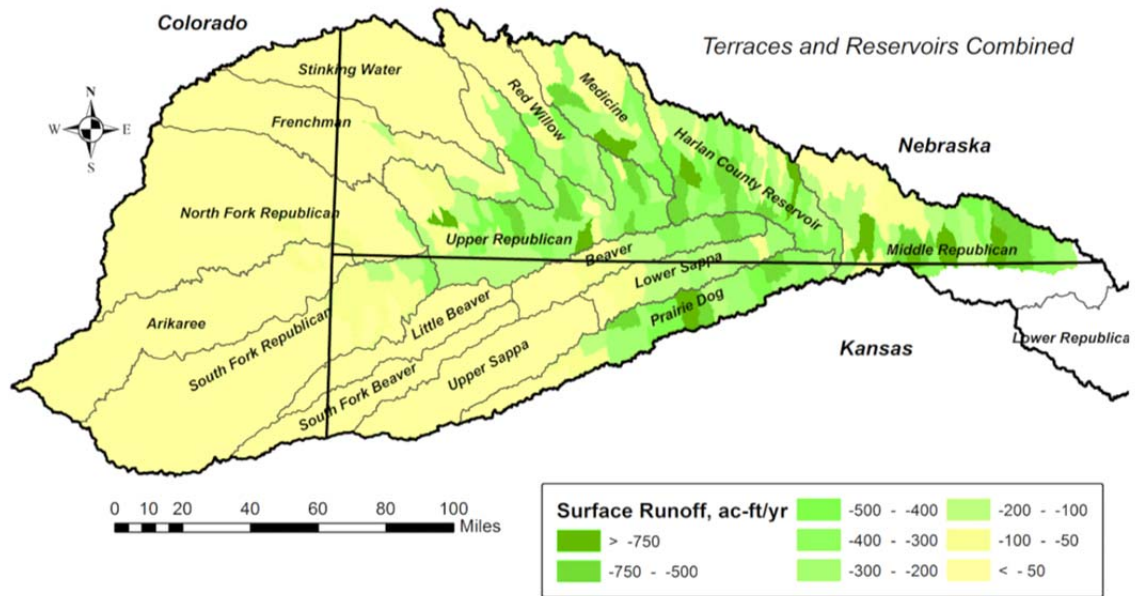 Colorado
Terraces and Reservoirs Combined
Stinking Water
Medicine
Red Willow
Frenchman
N
W E
S
Harlan County Reservoir
Nebraska
North Fork Republican
Upper Republican
Beaver
Middle Republican
Lower Sappa
Little Beaver
Prairie Dog
Arikaree
South Fork Republican
Lower Republica
Kansas
Upper Sappa
South Fork Beaver
0 10 20 40 60 80 100
Miles
Surface Runoff, ac-ft/yr
> -750
-750 - -500
-500 - -400
-400 - -300
-300 - -200
-200 - -100
-100 - -50
< - 50